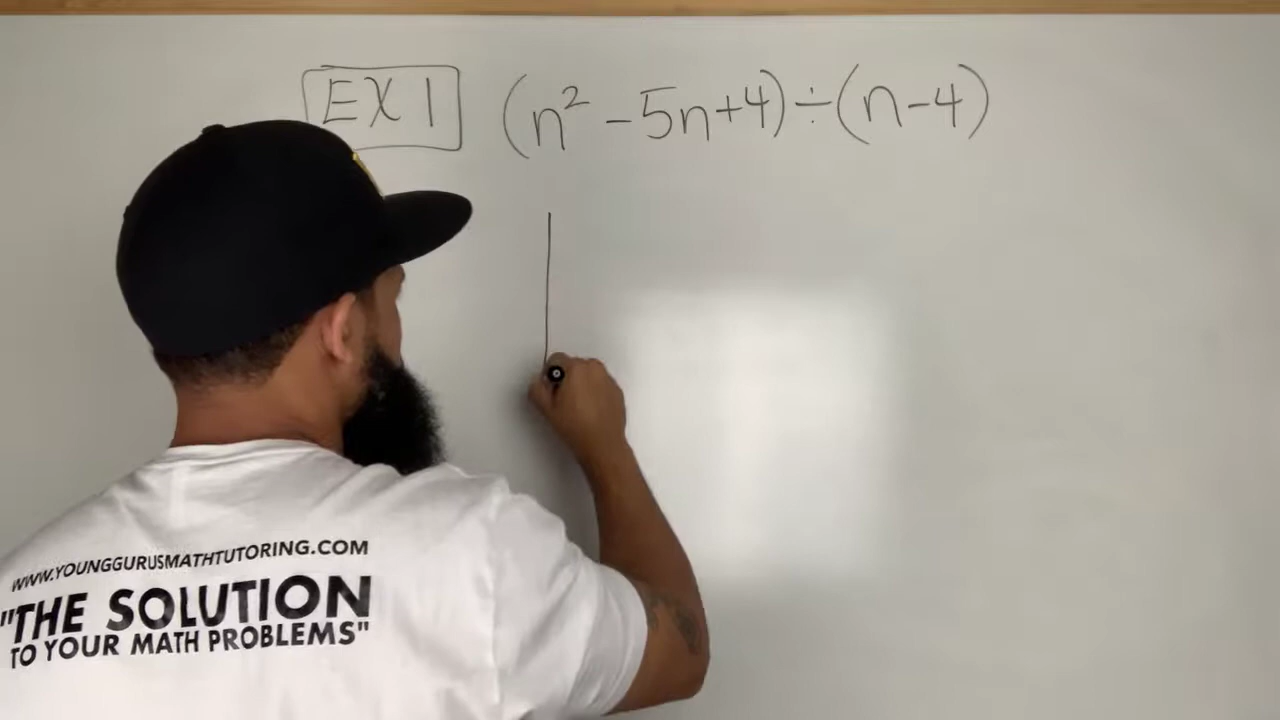 EX 1 (n² -5n+4)÷(n-4)
WWW.YOUNGGURUSMATHTUTORING.COM
"THE SOLUTION
TO YOUR MATH PROBLEMS"